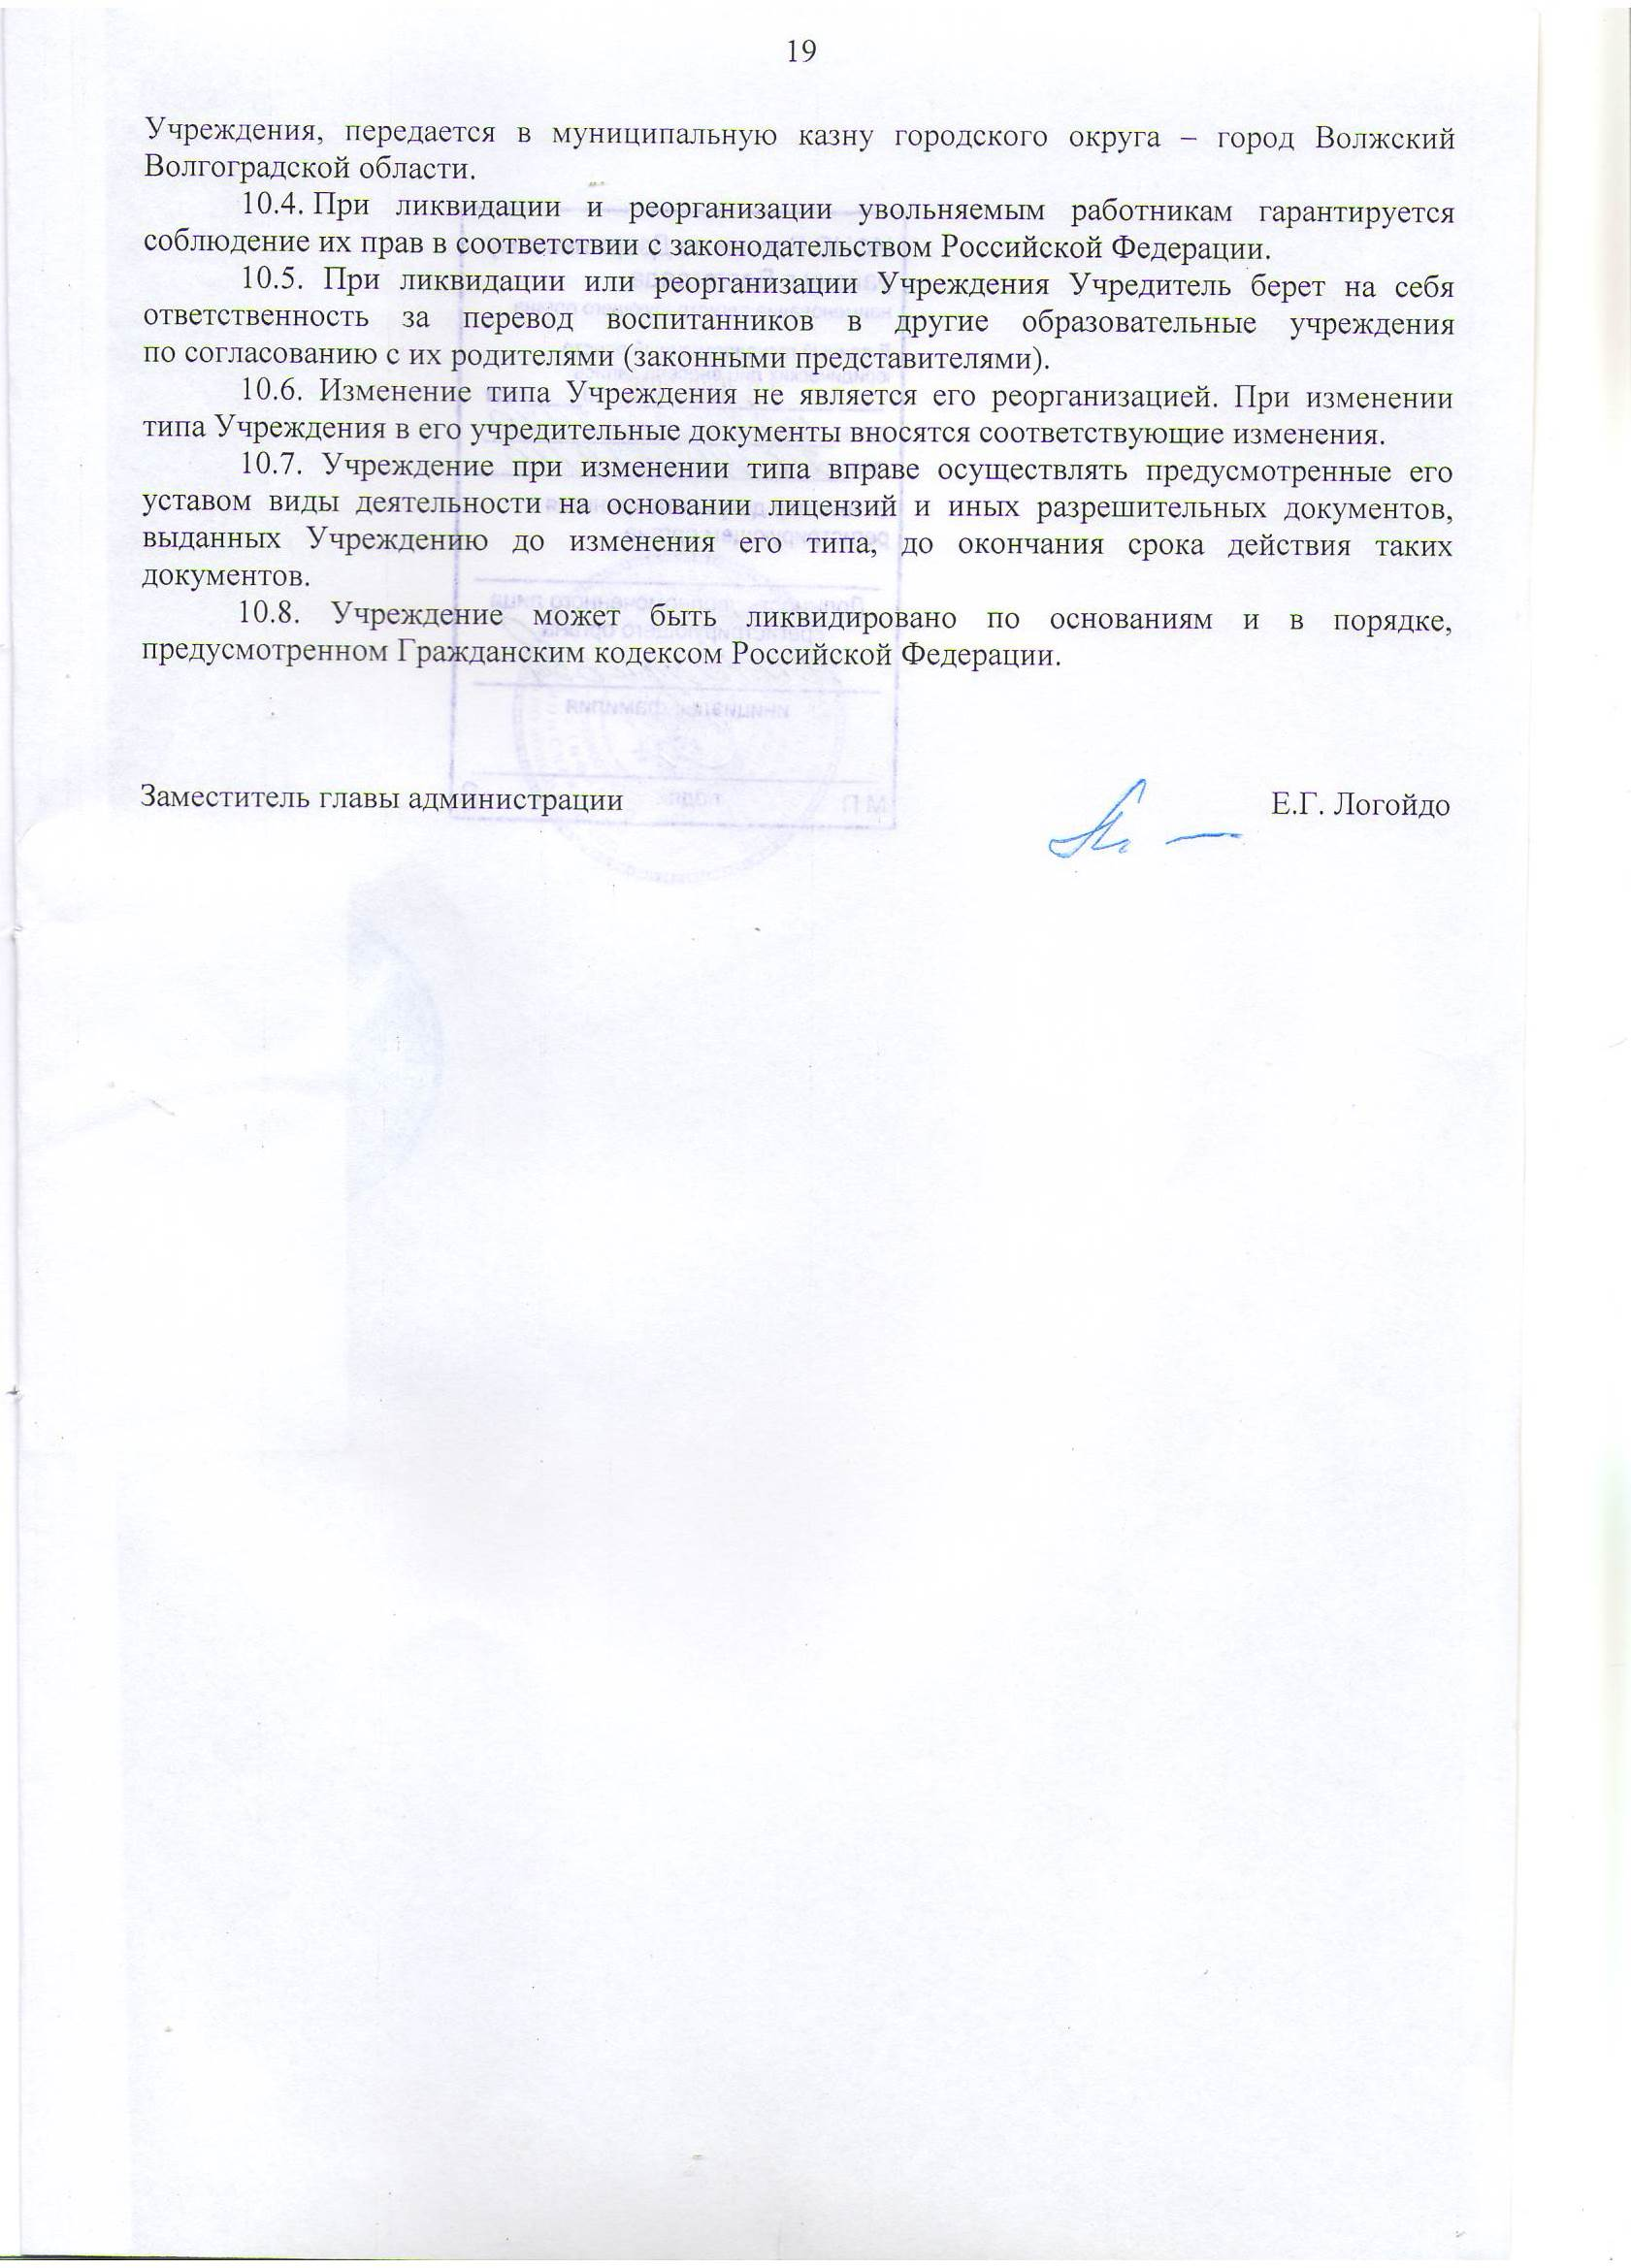 19
Учреждения, передается в муниципальную казну городского округа – город Волжский
Волгоградской области.
10.4. При ликвидации и реорганизации увольняемым работникам гарантируется
соблюдение их прав в соответствии с законодательством Российской Федерации.
10.5. При ликвидации или реорганизации Учреждения Учредитель берет на себя
ответственность за перевод воспитанников в другие образовательные учреждения
по согласованию с их родителями (законными представителями).
10.6. Изменение типа Учреждения не является его реорганизацией. При изменении
типа Учреждения в его учредительные документы вносятся соответствующие изменения.
10.7. Учреждение при изменении типа вправе осуществлять предусмотренные его
уставом виды деятельности на основании лицензий и иных разрешительных документов,
выданных Учреждению до изменения его типа, до окончания срока действия таких
документов.
10.8. Учреждение может быть ликвидировано по основаниям и в порядке,
предусмотренном Гражданским кодексом Российской Федерации.
Заместитель главы администрации Е.Г. Логойдо